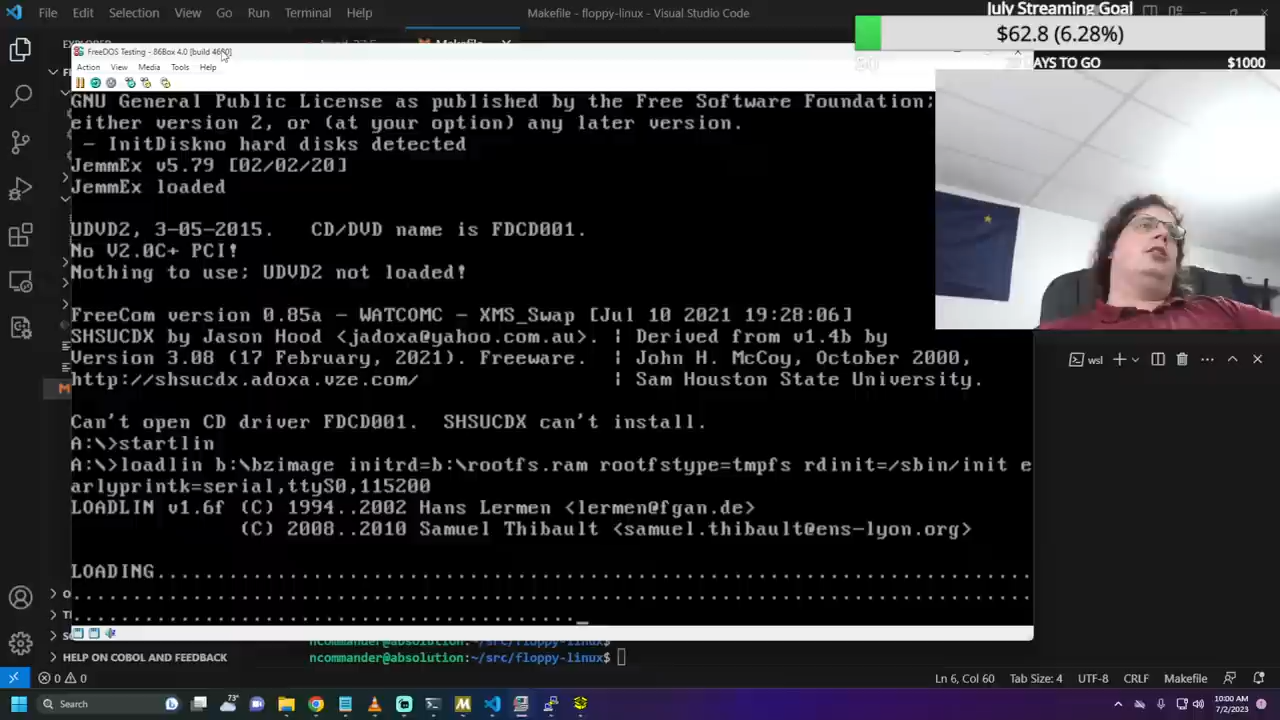 File Edit Selection View Go Run Terminal Help
Makefile - floppy-linux - Visual Studio Code
July Streaming Goal
$62.8 (6.28%)
DAYS TO GO
$1000
FreeDOS Testing - 86Box 4.0 [build 4680]
Action View Media Tools Help
GNU General Public License as published by the Free Software Foundation;
either version 2, or (at your option) any later version.
- InitDiskno hard disks detected
JemmEx v5.79 [02/02/20]
JemmEx loaded
UDVD2, 3-05-2015. CD/DVD name is FDCD001.
No V2.0C+ PCI!
Nothing to use; UDVD2 not loaded!
FreeCom version 0.85a - WATCOMC - XMS_Swap [Jul 10 2021 19:28:06]
SHSUCDX by Jason Hood <jadoxa@yahoo.com.au>. | Derived from v1.4b by
Version 3.08 (17 February, 2021). Freeware. | John H. McCoy, October 2000,
http://shsucdx.adoxa.vze.com/ | Sam Houston State University.
Can't open CD driver FDCD001. SHSUCDX can't install.
A:\>startlin
A:\>loadlin b:\bzimage initrd=b:\rootfs.ram rootfstype=tmpfs rdinit=/sbin/init e
arlyprintk=serial,ttyS0,115200
LOADLIN v1.6f (C) 1994..2002 Hans Lermen <lermen@fgan.de>
(C) 2008..2010 Samuel Thibault <samuel.thibault@ens-lyon.org>
LOADING................................................................................
................................................................................
..........................................
wsl
ncommander@absolution:~/src/floppy-linux$
ncommander@absolution:~/src/floppy-linux$
HELP ON COBOL AND FEEDBACK
0 0
Ln 6, Col 60 Tab Size: 4 UTF-8 CRLF Makefile
Search
73°
10:00 AM
7/2/2023